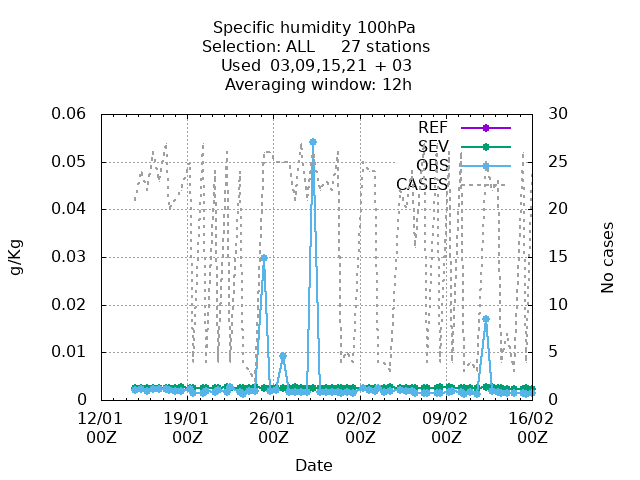 Specific humidity 100hPa
Selection: ALL 27 stations
Used 03,09,15,21 + 03
Averaging window: 12h
0.06 30
REF
SEV
0.05 25
OBS
CASES
0.04 20
0.03 15
g/Kg No cases
0.02 10
0.01 5
0 0
12/01 19/01 26/01 02/02 09/02 16/02
00Z 00Z 00Z 00Z 00Z 00Z
Date